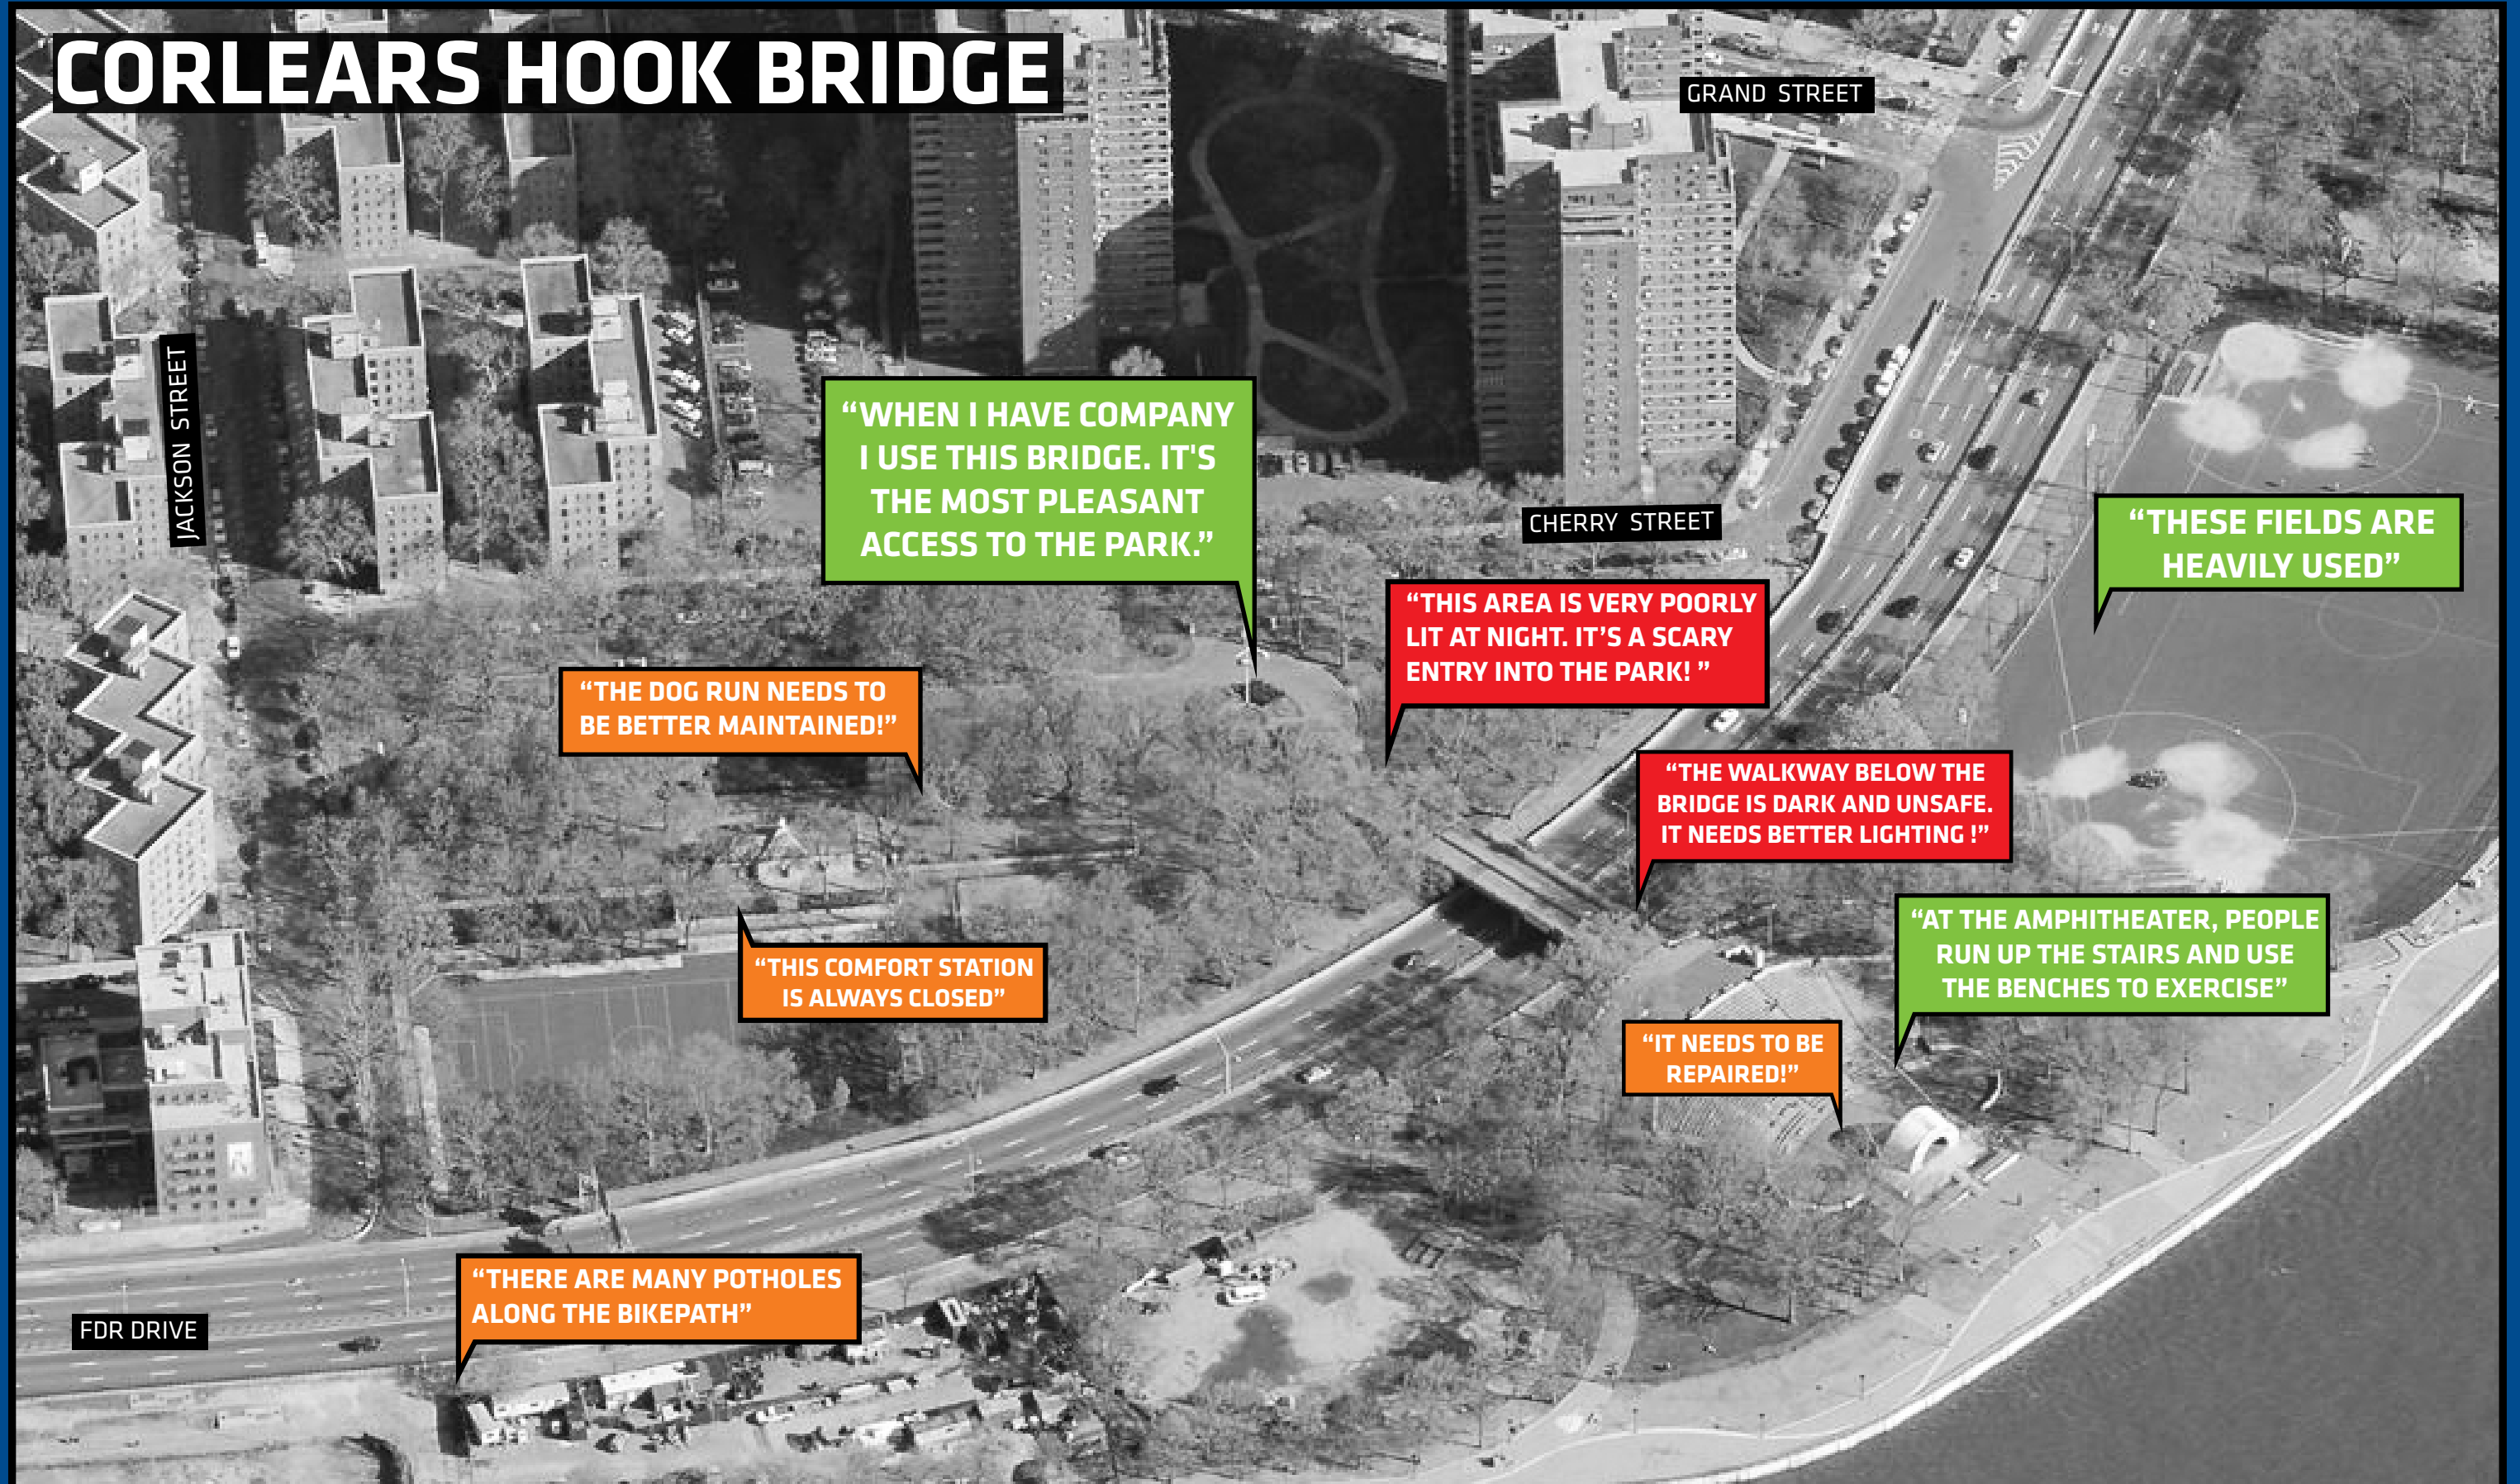 CORLEARS HOOK BRIDGE
GRAND STREET
JACKSON STREET
“WHEN I HAVE COMPANY
I USE THIS BRIDGE. IT'S
THE MOST PLEASANT
ACCESS TO THE PARK.”
CHERRY STREET
“THESE FIELDS ARE
HEAVILY USED”
“THIS AREA IS VERY POORLY
LIT AT NIGHT. IT’S A SCARY
ENTRY INTO THE PARK! ”
“THE DOG RUN NEEDS TO
BE BETTER MAINTAINED!”
“THE WALKWAY BELOW THE
BRIDGE IS DARK AND UNSAFE.
IT NEEDS BETTER LIGHTING !”
“AT THE AMPHITHEATER, PEOPLE
RUN UP THE STAIRS AND USE
THE BENCHES TO EXERCISE”
“THIS COMFORT STATION
IS ALWAYS CLOSED”
“IT NEEDS TO BE
REPAIRED!”
“THERE ARE MANY POTHOLES
ALONG THE BIKEPATH”
FDR DRIVE